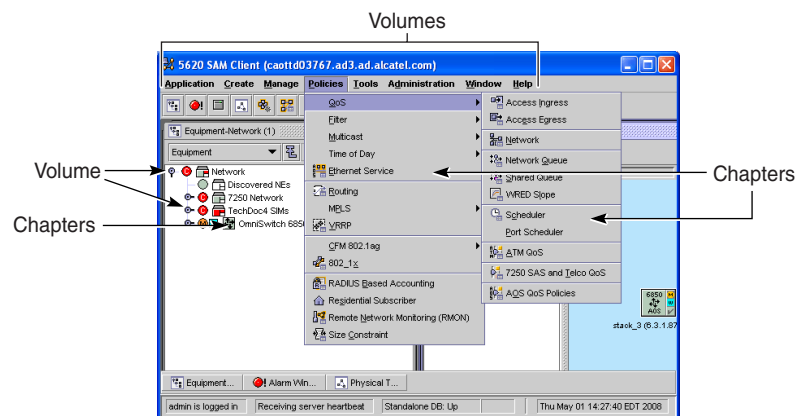 Volumes
5620 SAM Client (caottd03767.ad3.ad.alcatel.com)
Application Create Manage Policies Tools Administration Window Help
Equipment-Network (1)
Equipment
Network
Discovered NEs
7250 Network
TechDoc4 SIMs
OmniSwitch 6850
Volume
Chapters
QoS
Filter
Multicast
Time of Day
Ethernet Service
Routing
MPLS
VRRP
CFM 802.1ag
802_1x
RADIUS Based Accounting
Residential Subscriber
Remote Network Monitoring (RMON)
Size Constraint
Access Ingress
Access Egress
Network
Network Queue
Shared Queue
WRED Slope
Scheduler
Port Scheduler
ATM QoS
7250 SAS and Telco QoS
AOS QoS Policies
Chapters
6850
AOS
stack_3 (6.3.1.87
Equipment...
Alarm Win...
Physical T...
admin is logged in
Receiving server heartbeat
Standalone DB: Up
Thu May 01 14:27:40 EDT 2008